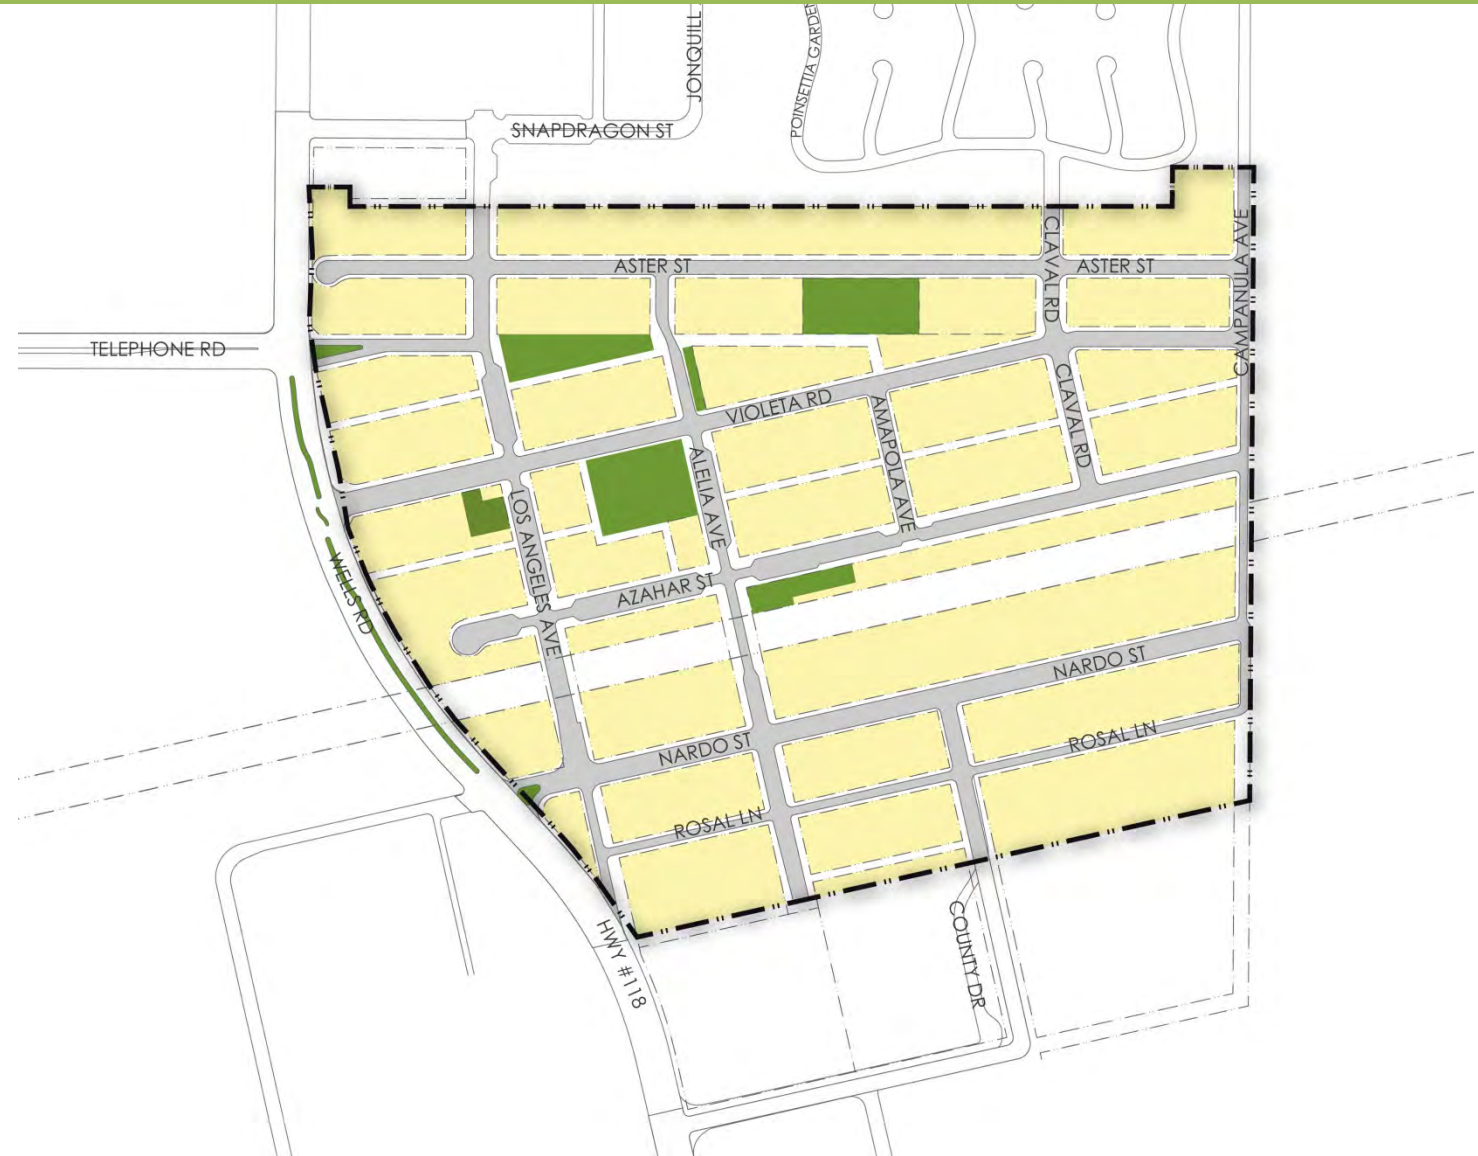 JONQUILL
POINSETTIA GARDEN
SNAPDRAGON ST
ASTER ST
CLAVAL RD
ASTER ST
CAMPANULA AVE
TELEPHONE RD
VIOLETA RD
AMAPOLA AVE
CLAVAL RD
ALELIA AVE
LOS ANGELES AVE
WELLS RD
AZAHAR ST
NARDO ST
NARDO ST
ROSAL LN
ROSAL LN
HWY #118
COUNTY DR